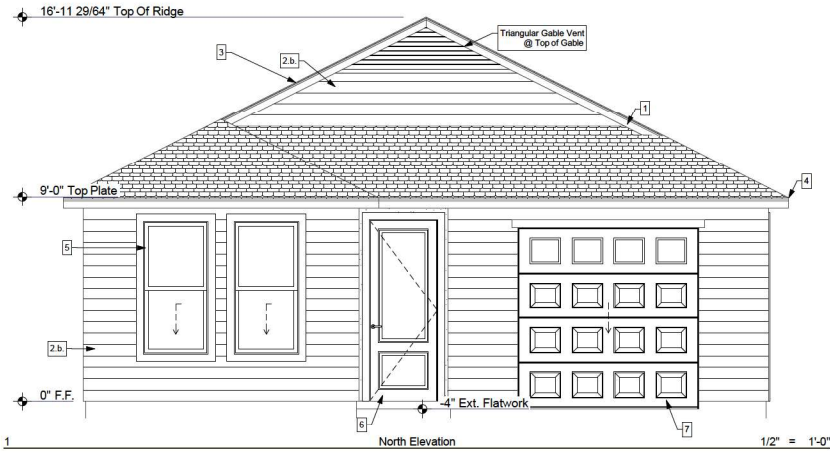 16'-11 29/64" Top Of Ridge
Triangular Gable Vent
@ Top of Gable
3
2.b.
1
4
9'-0" Top Plate
5
2.b.
0" F.F.
-4" Ext. Flatwork
6
7
1 North Elevation 1/2" = 1'-0"